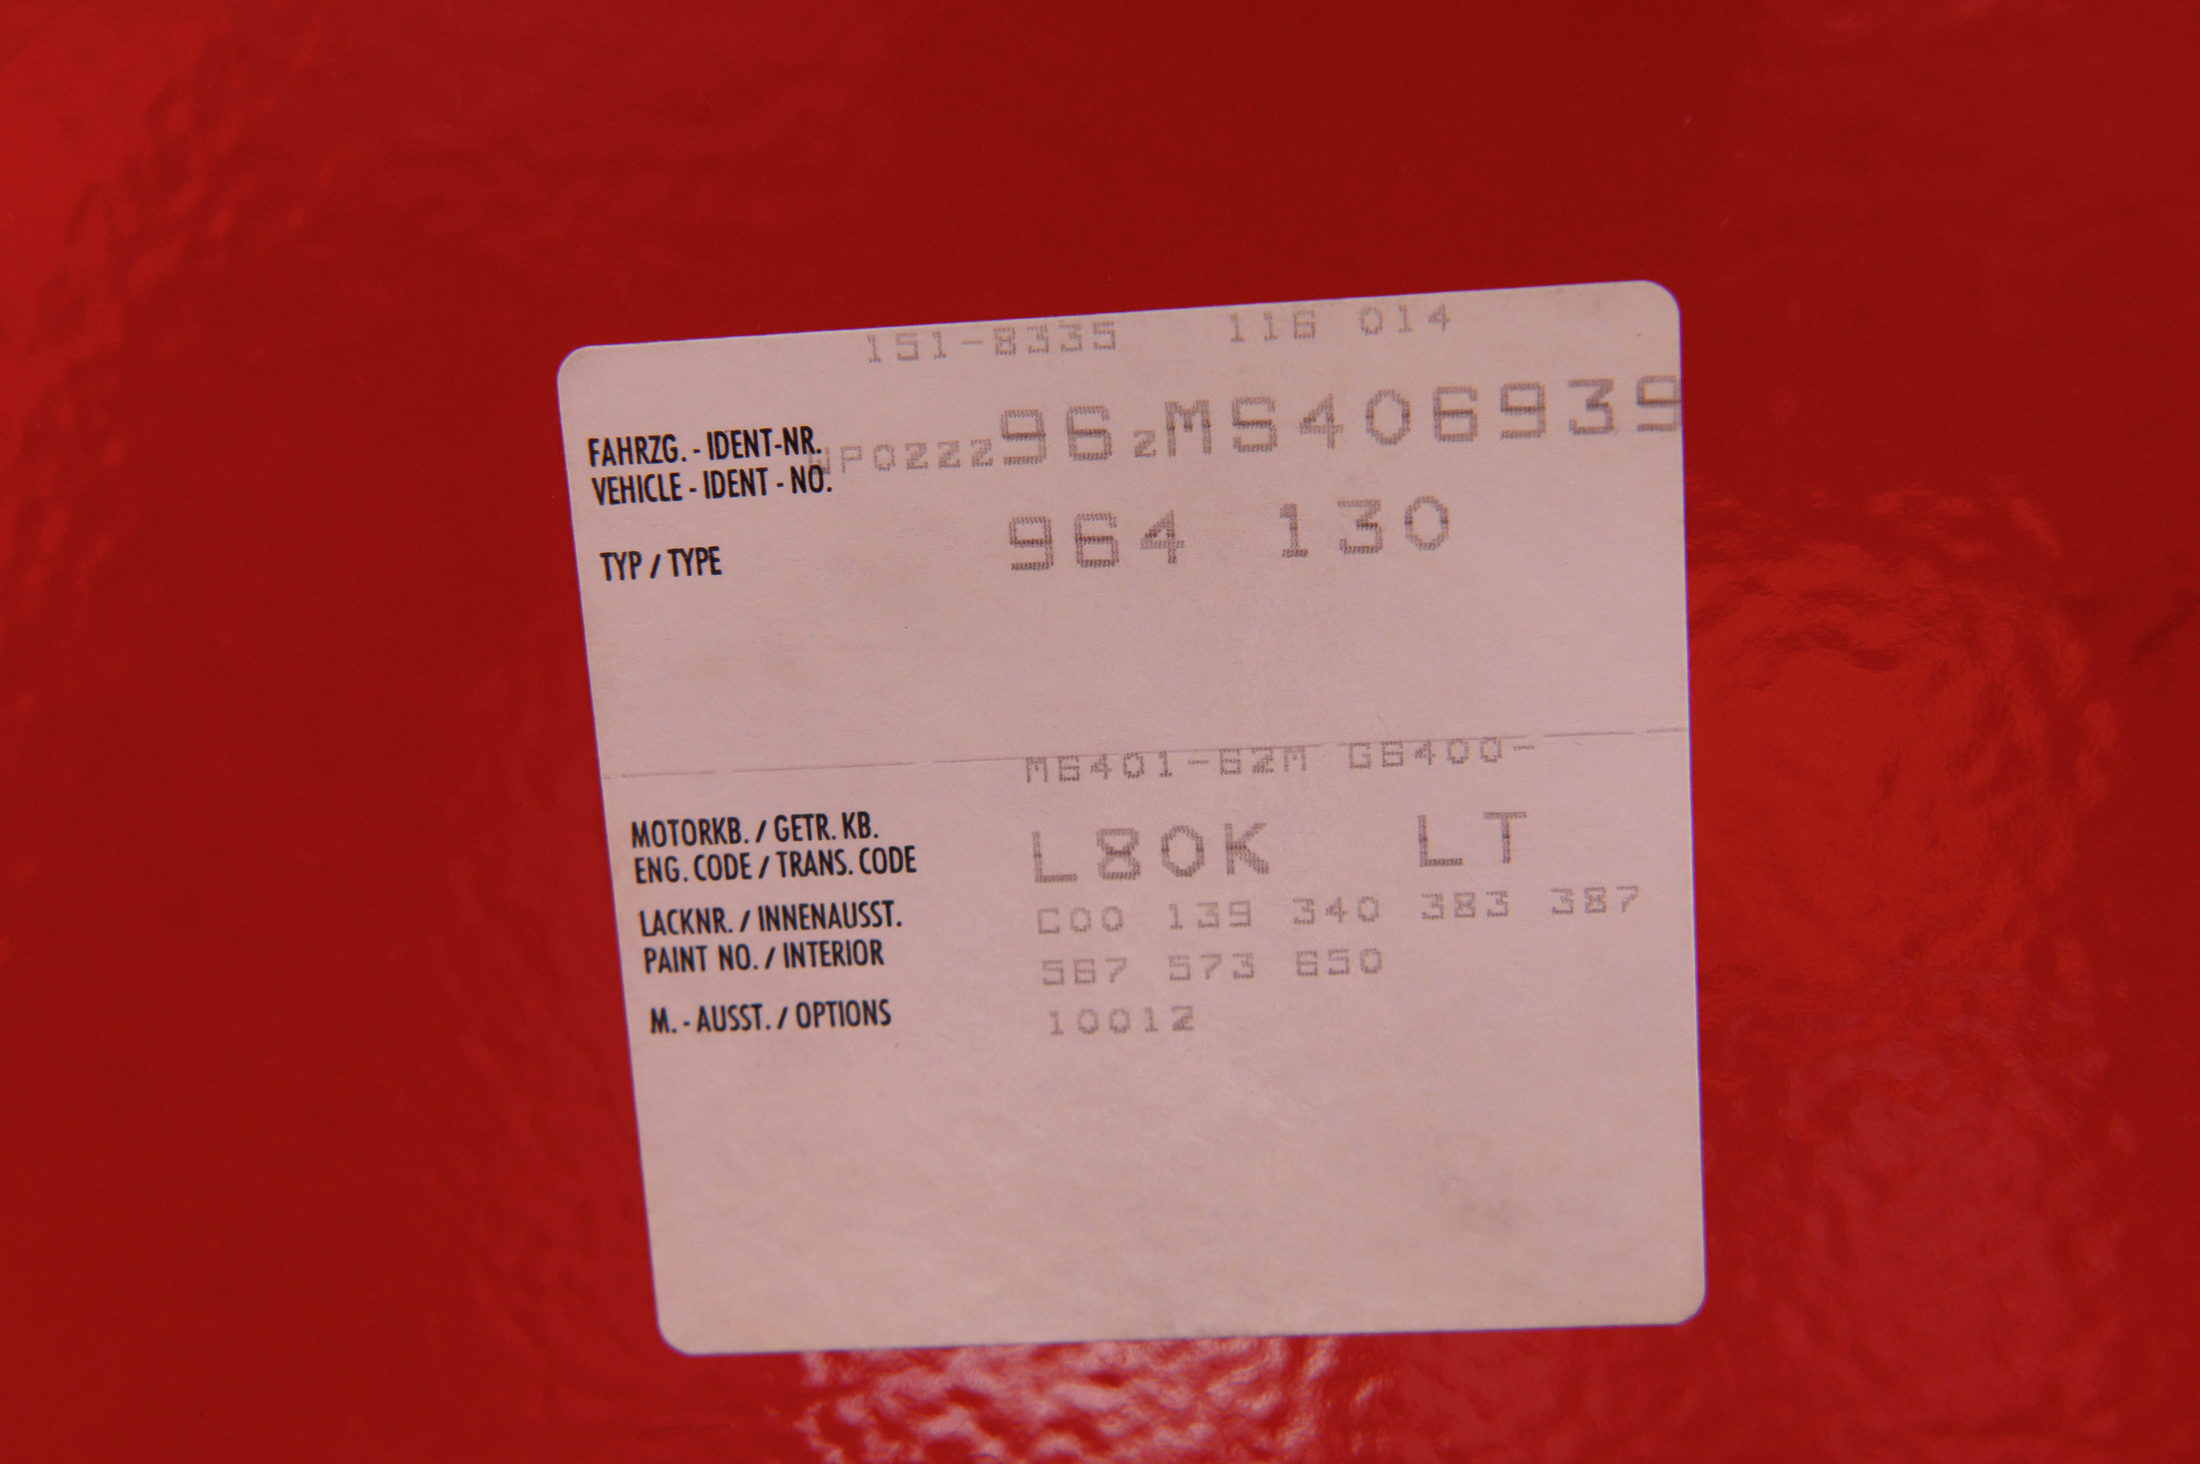 151-8335 116 014
FAHRZG. - IDENT-NR. WP0ZZZ96ZMS406939
VEHICLE - IDENT - NO.
TYP / TYPE 964 130
M6401-62M G6400-
MOTORKB. / GETR. KB.
ENG. CODE / TRANS. CODE L80K LT
LACKNR. / INNENAUSST. C00 139 340 383 387
PAINT NO. / INTERIOR 567 573 650
M. - AUSST. / OPTIONS 10012